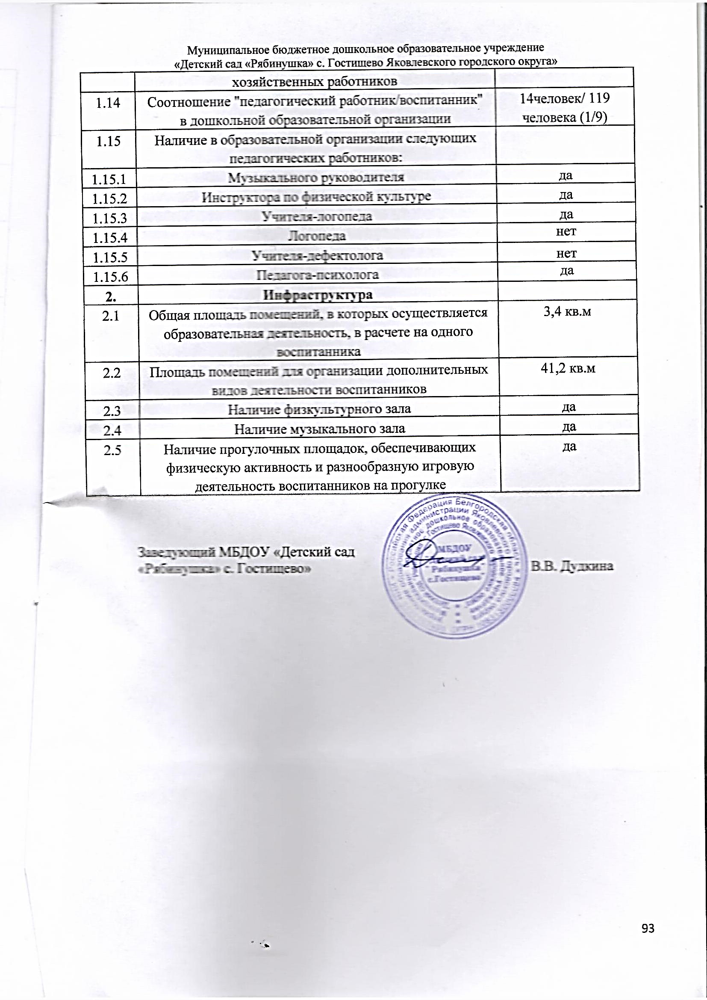 Муниципальное бюджетное дошкольное образовательное учреждение
«Детский сад «Рябинушка» с. Гостищево Яковлевского городского округа»
хозяйственных работников
1.14 Соотношение "педагогический работник/воспитанник" 14человек/ 119
в дошкольной образовательной организации человека (1/9)
1.15 Наличие в образовательной организации следующих
педагогических работников:
1.15.1 Музыкального руководителя да
1.15.2 Инструктора по физической культуре да
1.15.3 Учителя-логопеда да
1.15.4 Логопеда нет
1.15.5 Учителя-дефектолога нет
1.15.6 Педагога-психолога да
2. Инфраструктура
2.1 Общая площадь помещений, в которых осуществляется 3,4 кв.м
образовательная деятельность, в расчете на одного
воспитанника
2.2 Площадь помещений для организации дополнительных 41,2 кв.м
видов деятельности воспитанников
2.3 Наличие физкультурного зала да
2.4 Наличие музыкального зала да
2.5 Наличие прогулочных площадок, обеспечивающих да
физическую активность и разнообразную игровую
деятельность воспитанников на прогулке
Российская Федерация Белгородская область
администрации Яковлевского городского
дошкольное образовательное
Гостищево
МБДОУ
Рябинушка
с.Гостищево
Заведующий МБДОУ «Детский сад
«Рябинушка» с. Гостищево» В.В. Дудкина
93